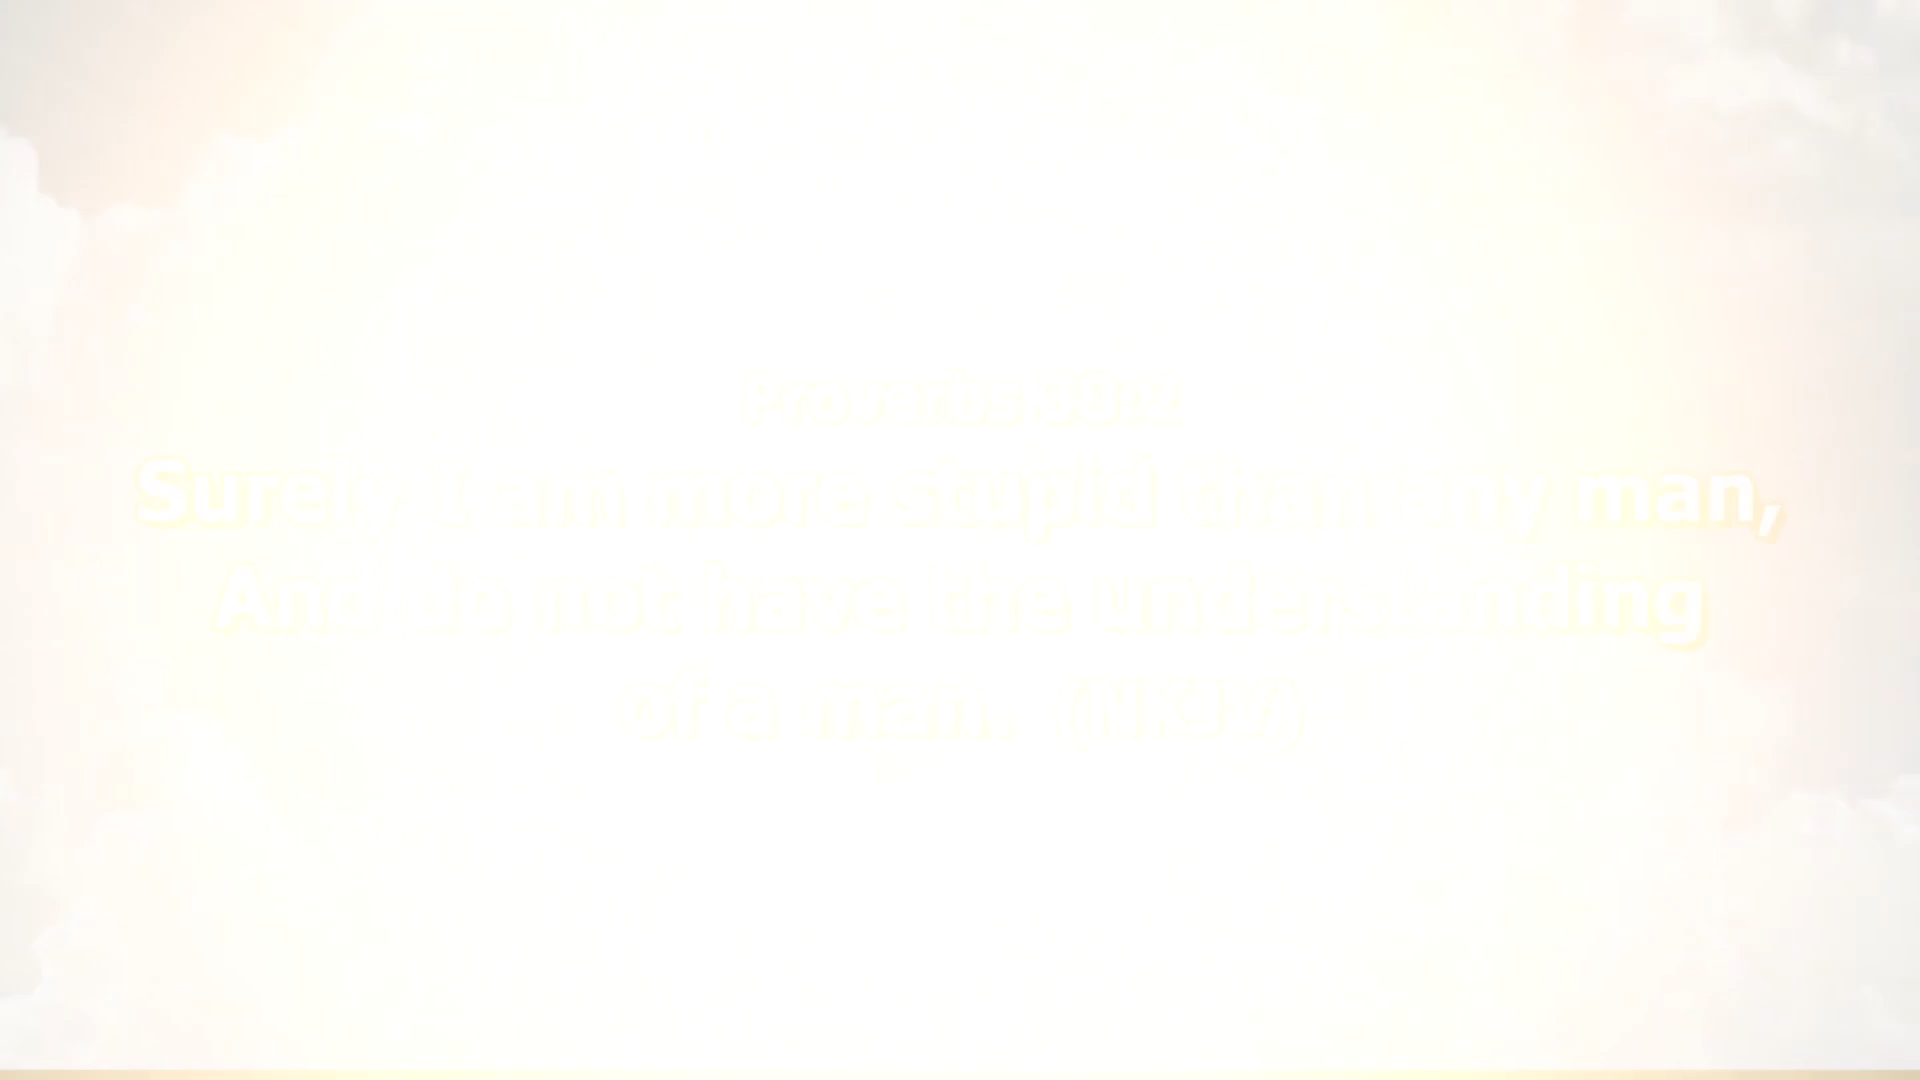 Proverbs 30:2
Surely I am more stupid than any man,
And do not have the understanding
of a man. (NKJV)